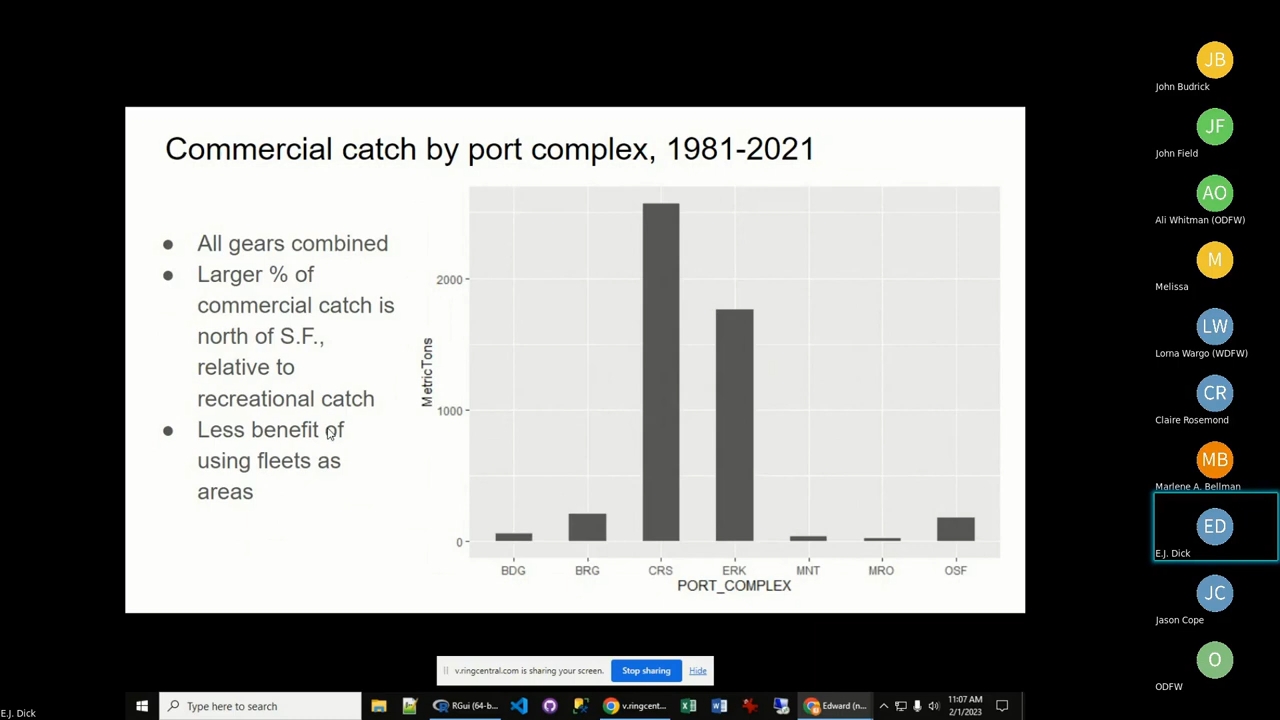 Commercial catch by port complex, 1981-2021
● All gears combined
● Larger % of
commercial catch is
north of S.F.,
relative to
recreational catch
● Less benefit of
using fleets as
areas
MetricTons
2000
1000
0
BDG BRG CRS ERK MNT MRO OSF
PORT_COMPLEX
JB
John Budrick
JF
John Field
AO
Ali Whitman (ODFW)
M
Melissa
LW
Lorna Wargo (WDFW)
CR
Claire Rosemond
MB
Marlene A. Bellman
ED
E.J. Dick
JC
Jason Cope
O
ODFW
v.ringcentral.com is sharing your screen. Stop sharing Hide
Type here to search
RGui (64-b...
v.ringcent...
Edward (n...
11:07 AM
2/1/2023
E.J. Dick